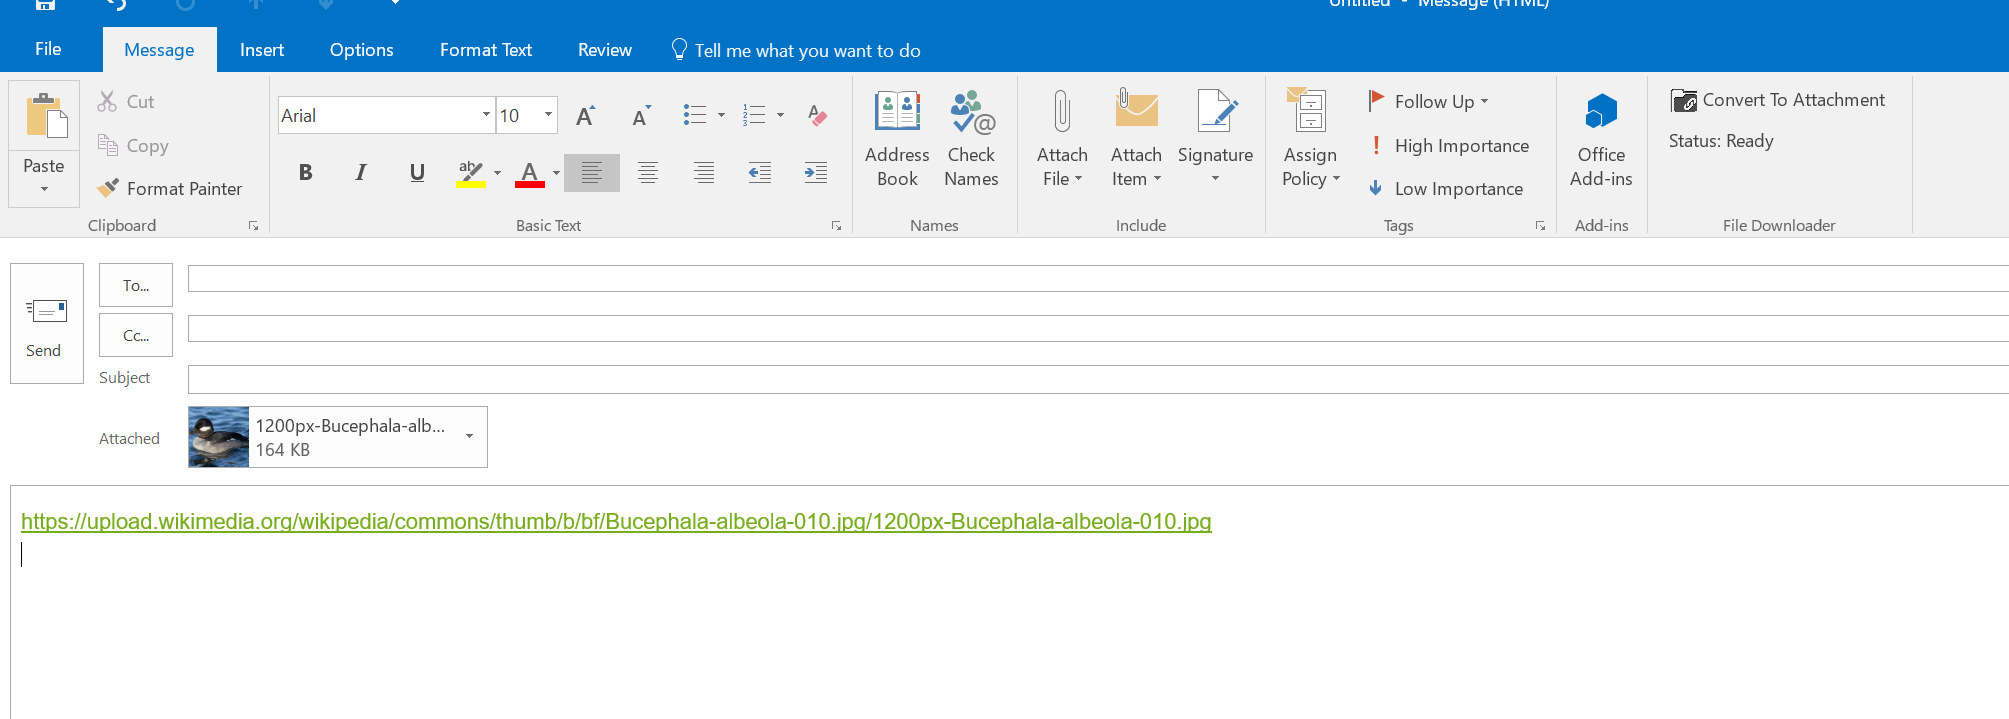 Untitled - Message (HTML)
File Message Insert Options Format Text Review Tell me what you want to do
Paste
Cut
Copy
Format Painter
Clipboard
Arial 10
A A
1 2 3
A
B I U ab A
Basic Text
Address Book
Check Names
@
Names
Attach File
Attach Item
Signature
Include
Assign Policy
Follow Up
! High Importance
Low Importance
Tags
Office Add-ins
Add-ins
Convert To Attachment
Status: Ready
File Downloader
Send
To...
Cc...
Subject
Attached
1200px-Bucephala-alb...
164 KB
https://upload.wikimedia.org/wikipedia/commons/thumb/b/bf/Bucephala-albeola-010.jpg/1200px-Bucephala-albeola-010.jpg